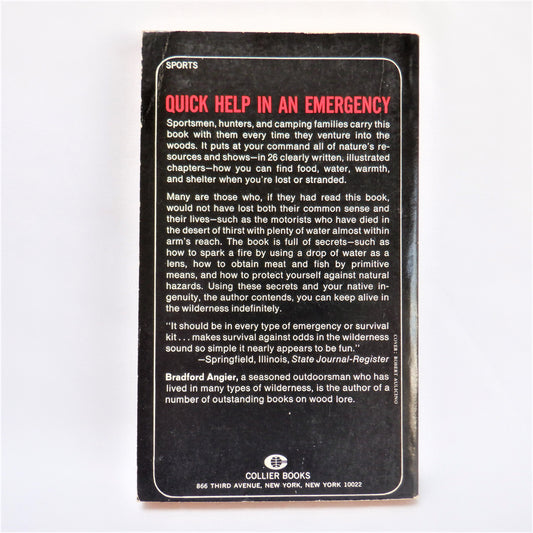 SPORTS
QUICK HELP IN AN EMERGENCY
Sportsmen, hunters, and camping families carry this
book with them every time they venture into the
woods. It puts at your command all of nature's re-
sources and shows—in 26 clearly written, illustrated
chapters—how you can find food, water, warmth,
and shelter when you're lost or stranded.
Many are those who, if they had read this book,
would not have lost both their common sense and
their lives—such as the motorists who have died in
the desert of thirst with plenty of water almost within
arm's reach. The book is full of secrets—such as
how to spark a fire by using a drop of water as a
lens, how to obtain meat and fish by primitive
means, and how to protect yourself against natural
hazards. Using these secrets and your native in-
genuity, the author contends, you can keep alive in
the wilderness indefinitely.
"It should be in every type of emergency or survival
kit . . . makes survival against odds in the wilderness
sound so simple it nearly appears to be fun."
—Springfield, Illinois, State Journal-Register
Bradford Angier, a seasoned outdoorsman who has
lived in many types of wilderness, is the author of a
number of outstanding books on wood lore.
COVER: ROBERT
COLLIER BOOKS
866 THIRD AVENUE, NEW YORK, NEW YORK 10022